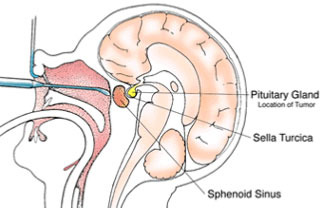 Pituitary Gland
Location of Tumor
Sella Turcica
Sphenoid Sinus